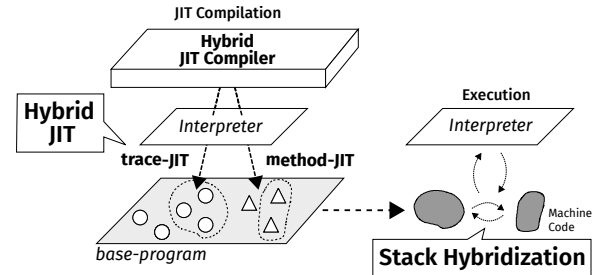 JIT Compilation
Hybrid
JIT Compiler
Hybrid
JIT
Interpreter
trace-JIT
method-JIT
base-program
Execution
Interpreter
Machine
Code
Stack Hybridization